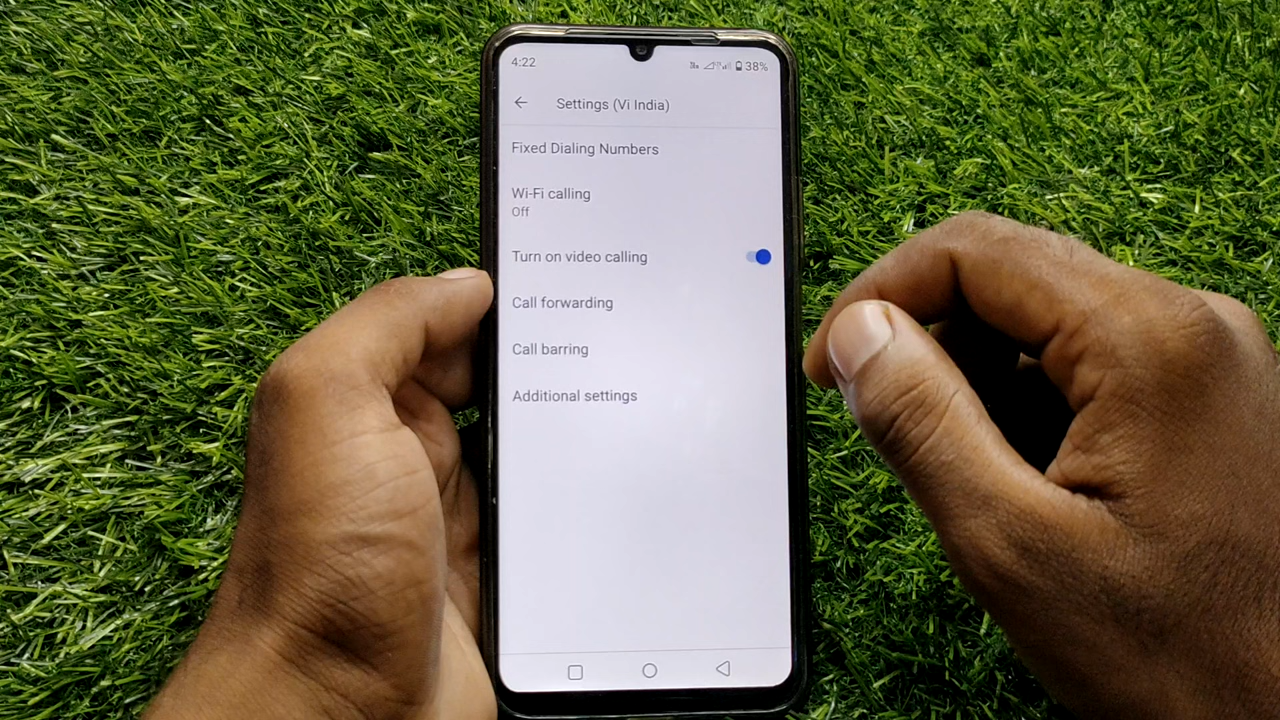 4:22
38%
Settings (Vi India)
Fixed Dialing Numbers
Wi-Fi calling
Off
Turn on video calling
Call forwarding
Call barring
Additional settings